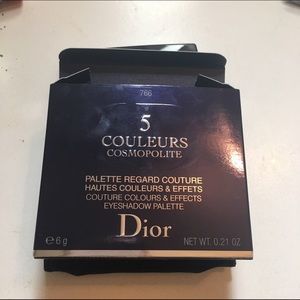 766
5
COULEURS
COSMOPOLITE
PALETTE REGARD COUTURE
HAUTES COULEURS & EFFETS
COUTURE COLOURS & EFFECTS
EYESHADOW PALETTE
Dior
e 6 g NET WT. 0.21 OZ